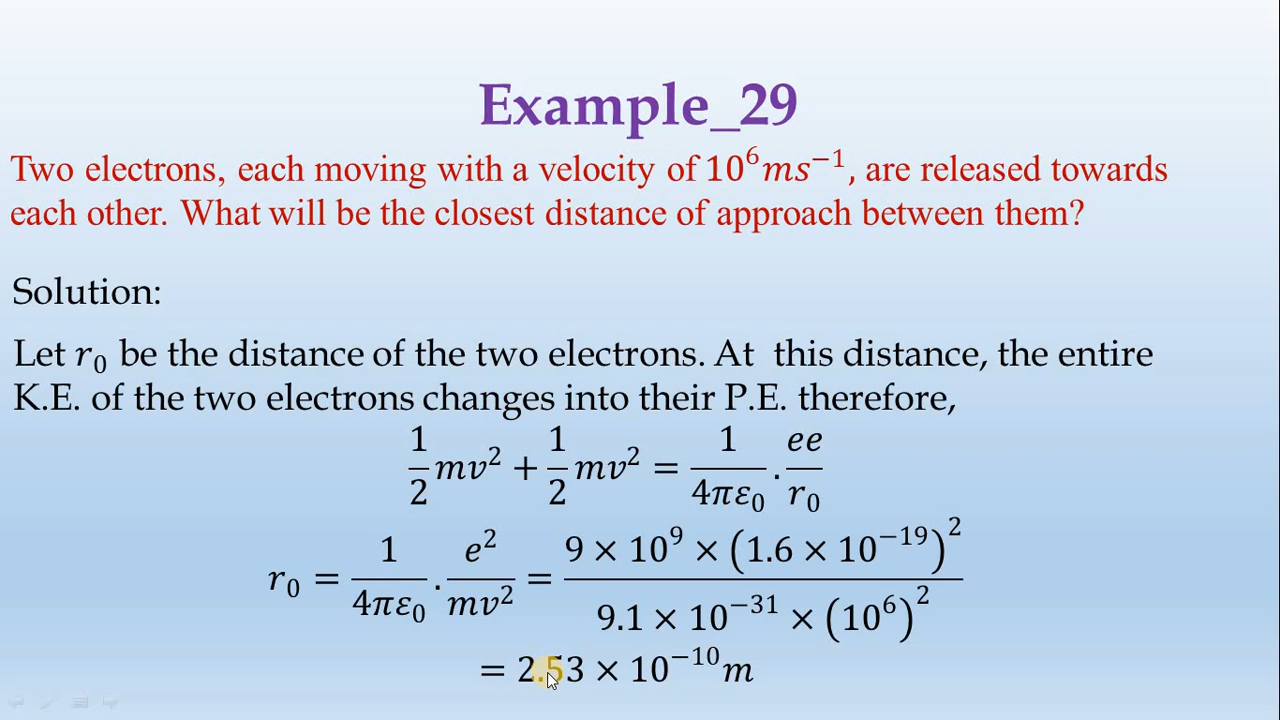 Example_29
Two electrons, each moving with a velocity of 10⁶ms⁻¹, are released towards
each other. What will be the closest distance of approach between them?
Solution:
Let r₀ be the distance of the two electrons. At this distance, the entire
K.E. of the two electrons changes into their P.E. therefore,
1/2 mv² + 1/2 mv² = 1/4πε₀ . ee/r₀
r₀ = 1/4πε₀ . e²/mv² = 9 × 10⁹ × (1.6 × 10⁻¹⁹)² / 9.1 × 10⁻³¹ × (10⁶)²
= 2.53 × 10⁻¹⁰m